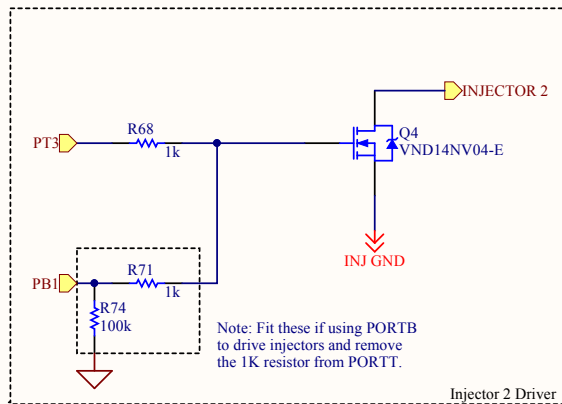 INJECTOR 2
R68
Q4
PT3
1k
VND14NV04-E
INJ GND
R71
PB1
1k
R74
100k
Note: Fit these if using PORTB
to drive injectors and remove
the 1K resistor from PORTT.
Injector 2 Driver